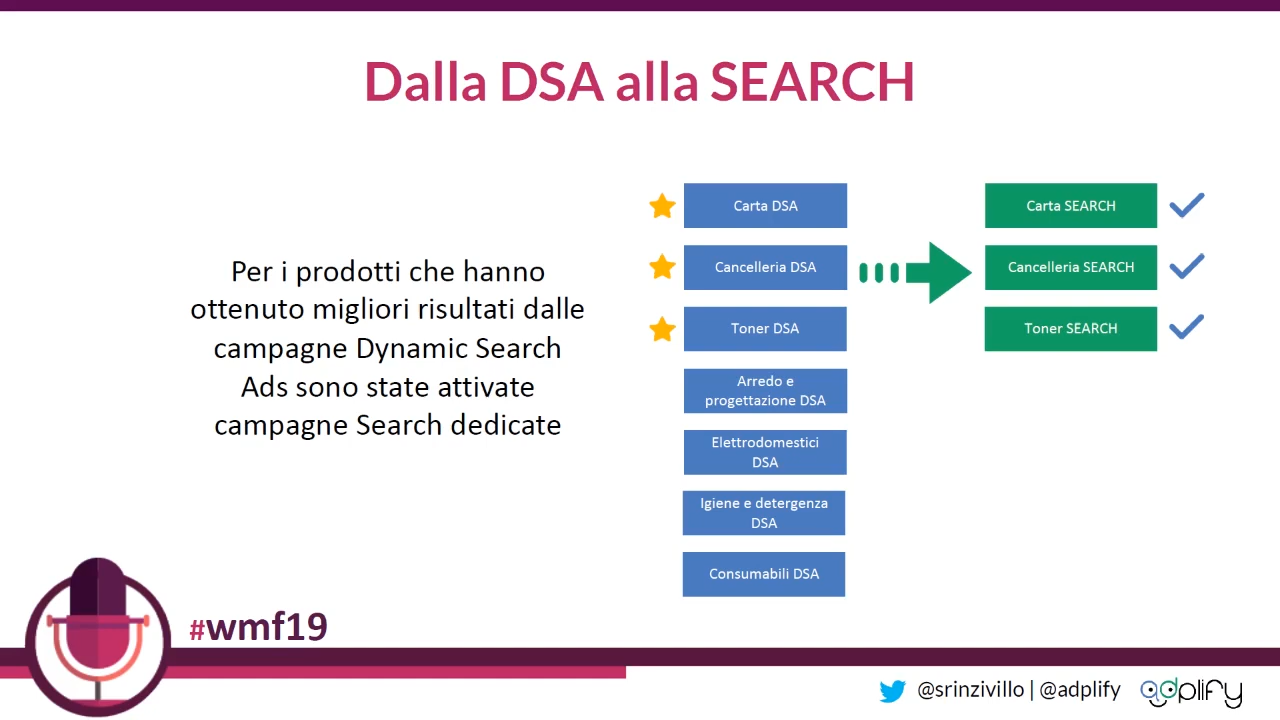 Dalla DSA alla SEARCH
Per i prodotti che hanno
ottenuto migliori risultati dalle
campagne Dynamic Search
Ads sono state attivate
campagne Search dedicate
Carta DSA
Cancelleria DSA
Toner DSA
Arredo e
progettazione DSA
Elettrodomestici
DSA
Igiene e detergenza
DSA
Consumabili DSA
Carta SEARCH
Cancelleria SEARCH
Toner SEARCH
#wmf19
@srinzivillo | @adplify
adplify